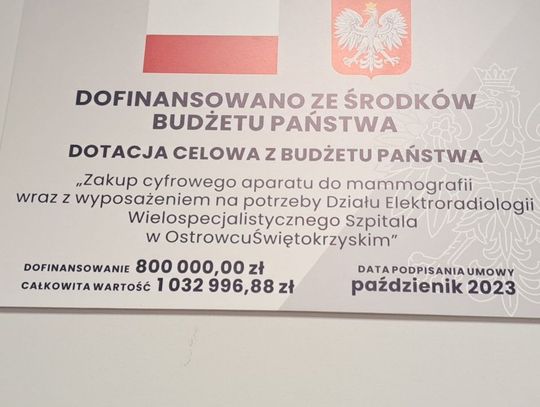 DOFINANSOWANO ZE ŚRODKÓW
BUDŻETU PAŃSTWA
DOTACJA CELOWA Z BUDŻETU PAŃSTWA
„Zakup cyfrowego aparatu do mammografii
wraz z wyposażeniem na potrzeby Działu Elektroradiologii
Wielospecjalistycznego Szpitala
w OstrowcuŚwiętokrzyskim”
DOFINANSOWANIE 800 000,00 zł
CAŁKOWITA WARTOŚĆ 1 032 996,88 zł
DATA PODPISANIA UMOWY
październik 2023